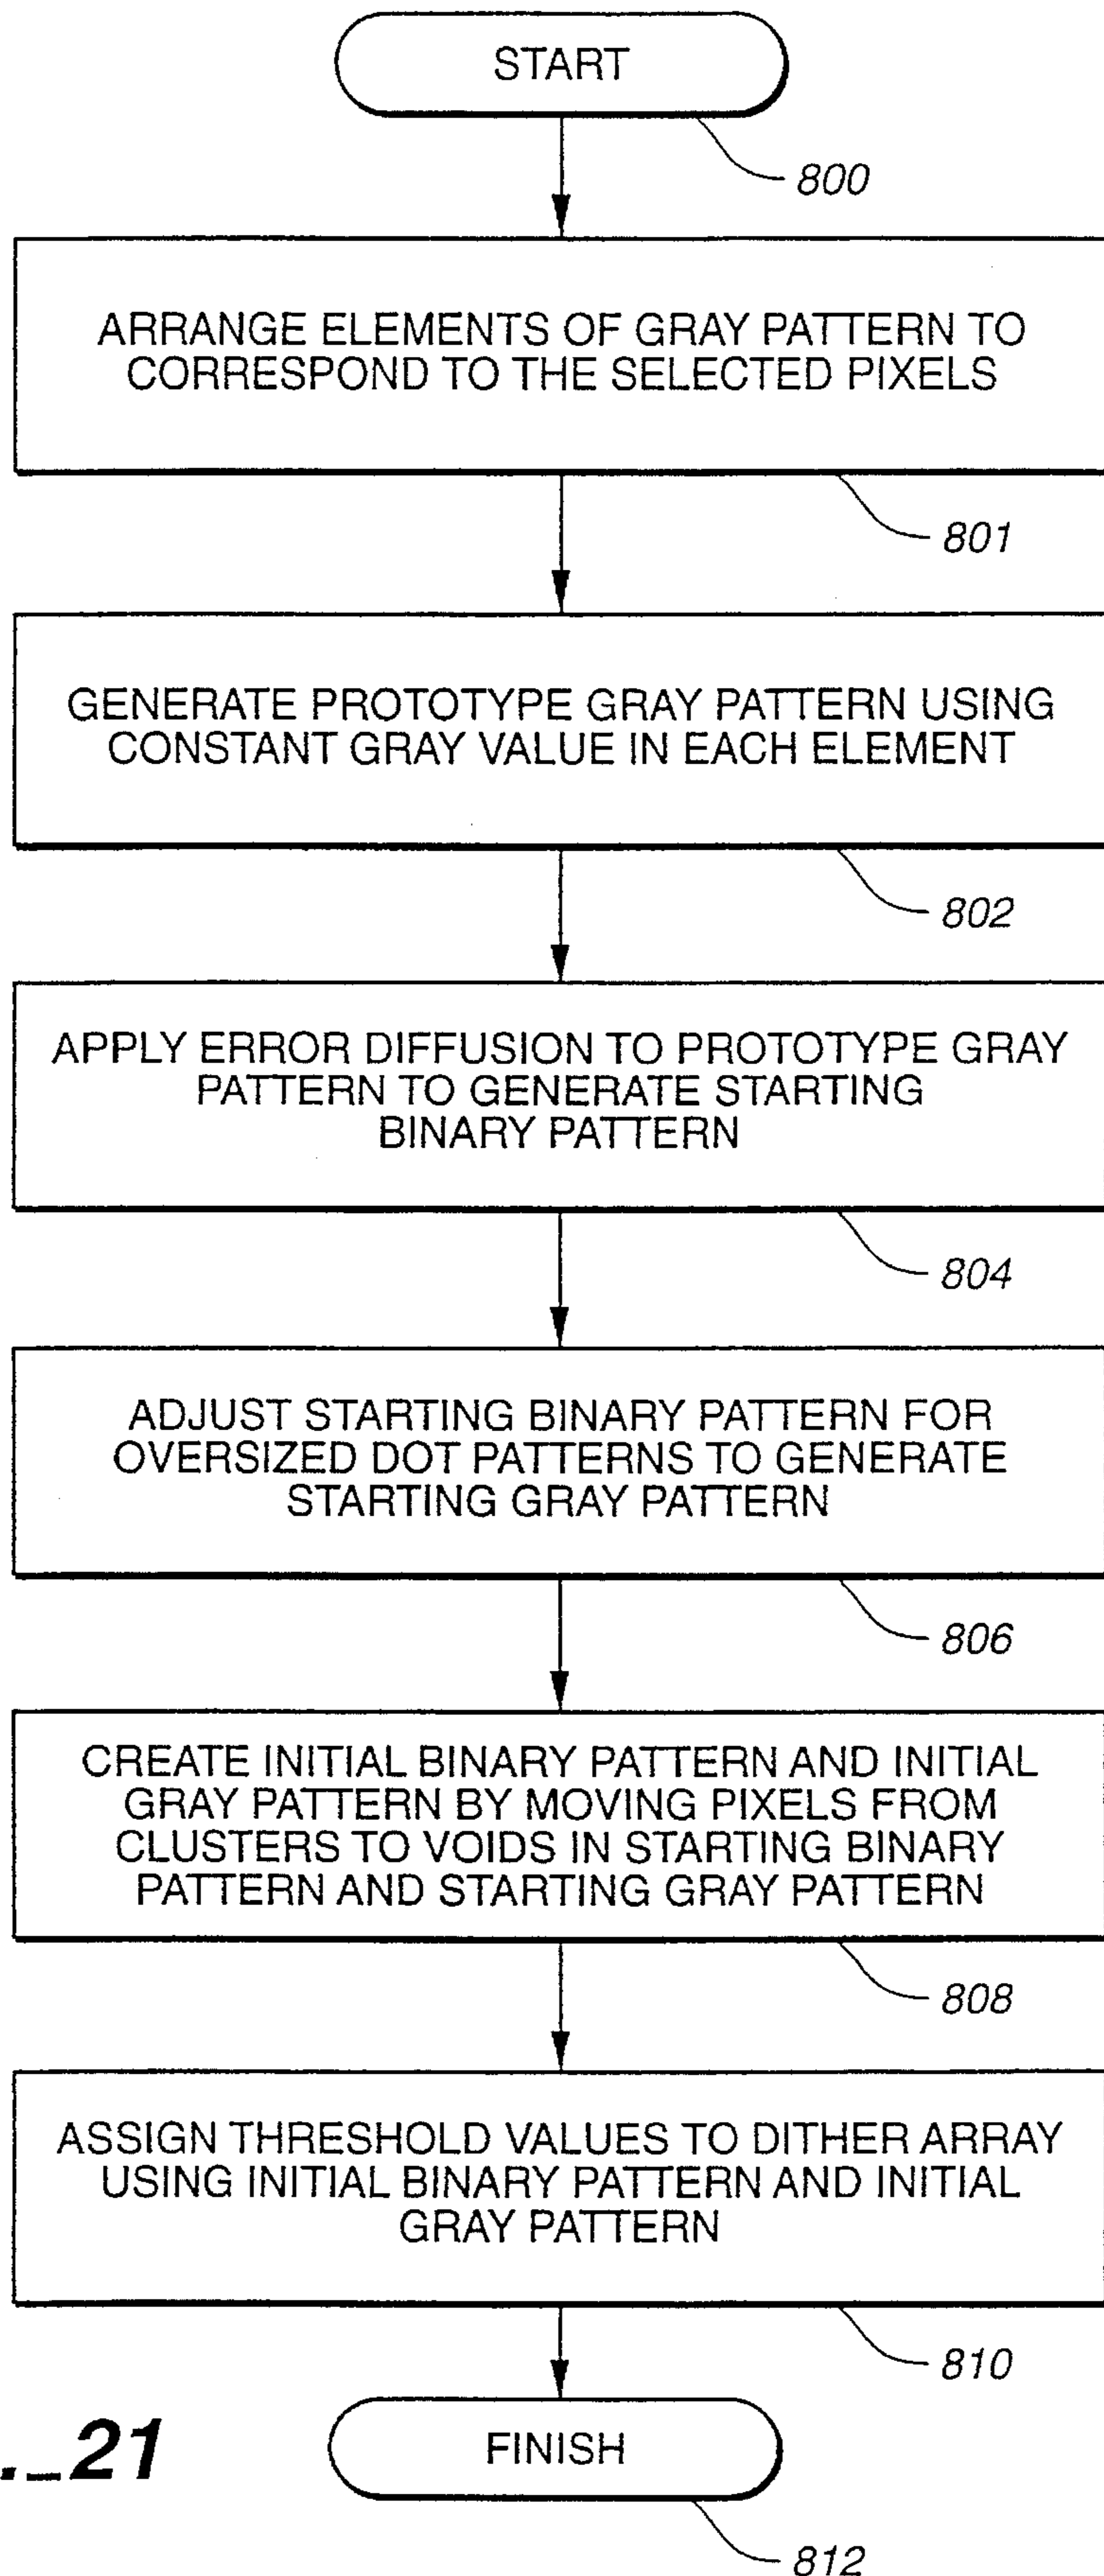 START
800
ARRANGE ELEMENTS OF GRAY PATTERN TO
CORRESPOND TO THE SELECTED PIXELS
801
GENERATE PROTOTYPE GRAY PATTERN USING
CONSTANT GRAY VALUE IN EACH ELEMENT
802
APPLY ERROR DIFFUSION TO PROTOTYPE GRAY
PATTERN TO GENERATE STARTING
BINARY PATTERN
804
ADJUST STARTING BINARY PATTERN FOR
OVERSIZED DOT PATTERNS TO GENERATE
STARTING GRAY PATTERN
806
CREATE INITIAL BINARY PATTERN AND INITIAL
GRAY PATTERN BY MOVING PIXELS FROM
CLUSTERS TO VOIDS IN STARTING BINARY
PATTERN AND STARTING GRAY PATTERN
808
ASSIGN THRESHOLD VALUES TO DITHER ARRAY
USING INITIAL BINARY PATTERN AND INITIAL
GRAY PATTERN
810
FINISH
812
._21